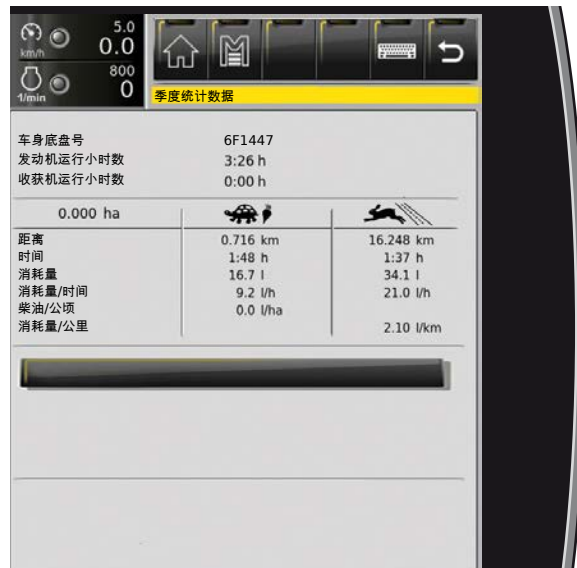 5.0
km/h 0.0
800
1/min 0
季度统计数据
车身底盘号 6F1447
发动机运行小时数 3:26 h
收获机运行小时数 0:00 h
0.000 ha
距离 0.716 km 16.248 km
时间 1:48 h 1:37 h
消耗量 16.7 l 34.1 l
消耗量/时间 9.2 l/h 21.0 l/h
柴油/公顷 0.0 l/ha
消耗量/公里 2.10 l/km